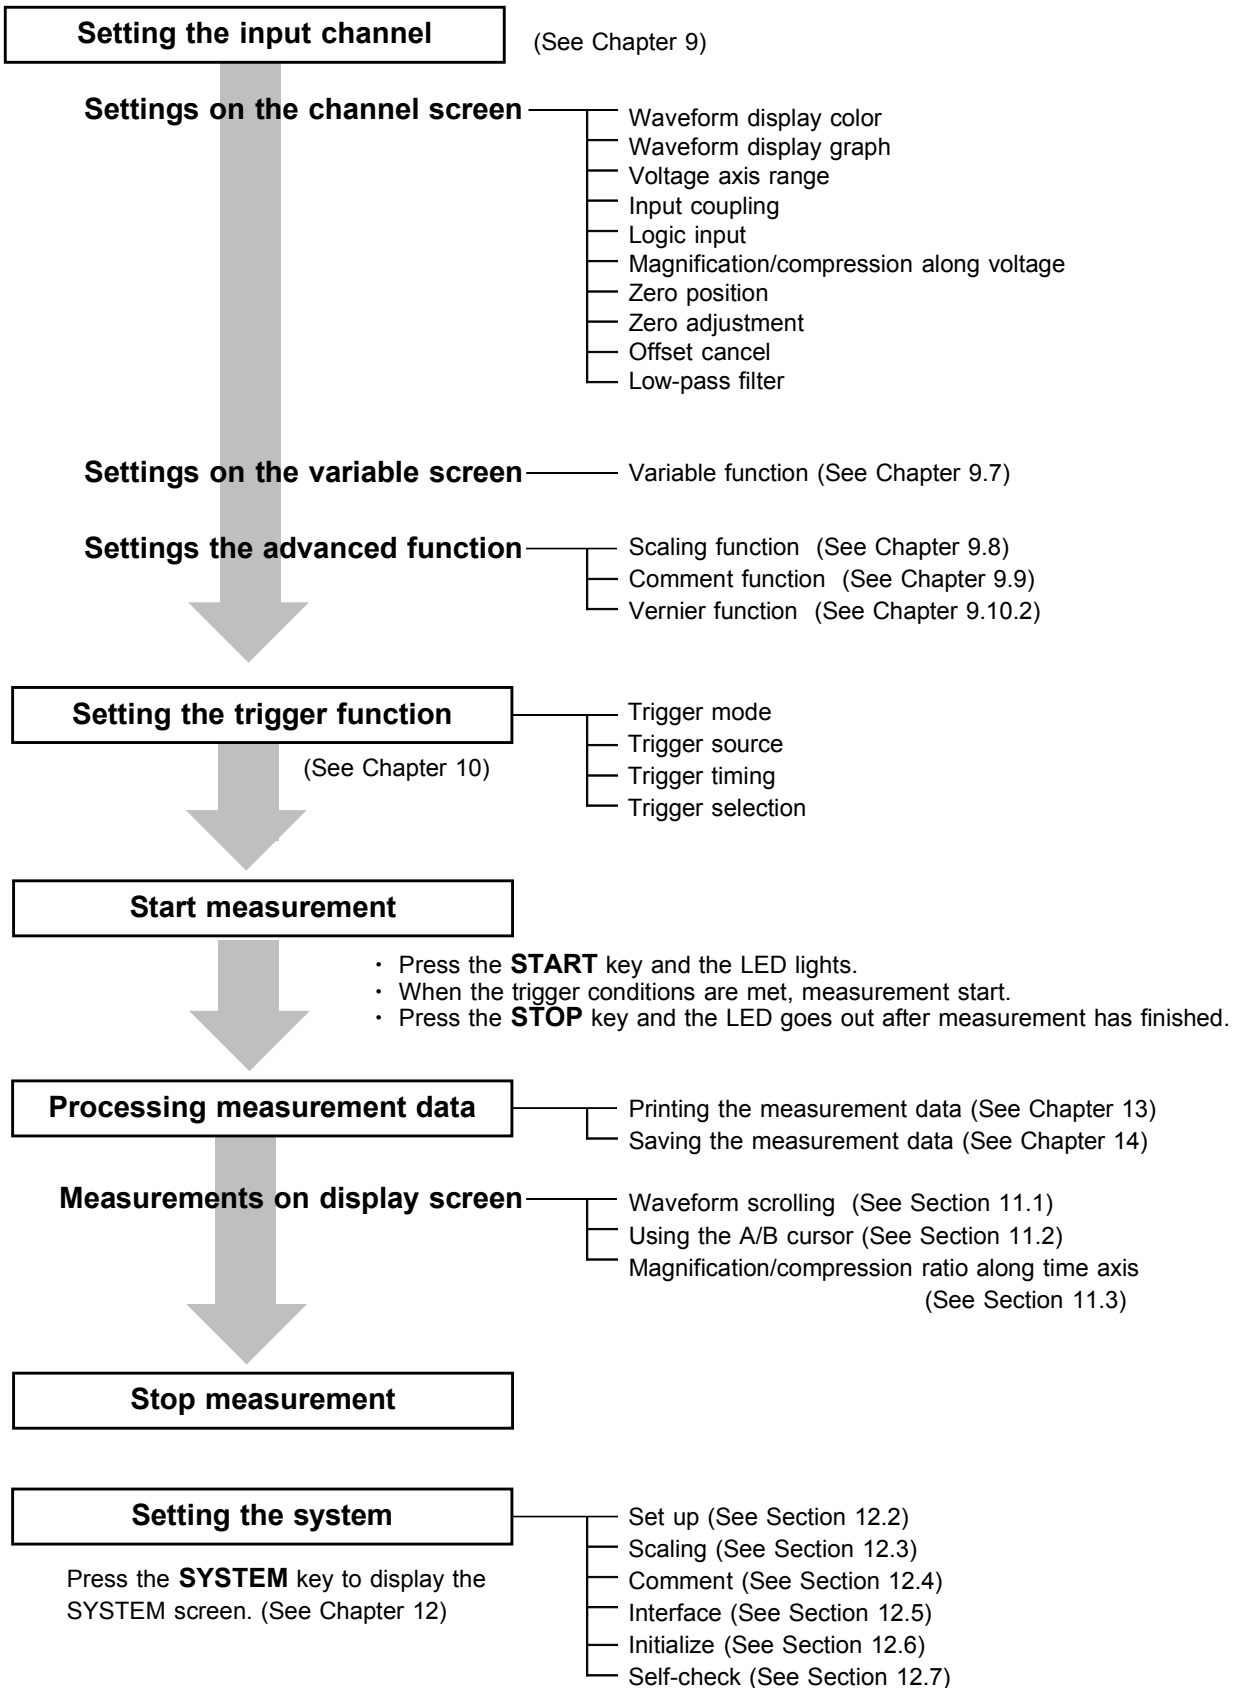 Setting the input channel
(See Chapter 9)
Settings on the channel screen
Waveform display color
Waveform display graph
Voltage axis range
Input coupling
Logic input
Magnification/compression along voltage
Zero position
Zero adjustment
Offset cancel
Low-pass filter
Settings on the variable screen
Variable function (See Chapter 9.7)
Settings the advanced function
Scaling function (See Chapter 9.8)
Comment function (See Chapter 9.9)
Vernier function (See Chapter 9.10.2)
Setting the trigger function
(See Chapter 10)
Trigger mode
Trigger source
Trigger timing
Trigger selection
Start measurement
・ Press the START key and the LED lights.
・ When the trigger conditions are met, measurement start.
・ Press the STOP key and the LED goes out after measurement has finished.
Processing measurement data
Printing the measurement data (See Chapter 13)
Saving the measurement data (See Chapter 14)
Measurements on display screen
Waveform scrolling (See Section 11.1)
Using the A/B cursor (See Section 11.2)
Magnification/compression ratio along time axis
(See Section 11.3)
Stop measurement
Setting the system
Press the SYSTEM key to display the
SYSTEM screen. (See Chapter 12)
Set up (See Section 12.2)
Scaling (See Section 12.3)
Comment (See Section 12.4)
Interface (See Section 12.5)
Initialize (See Section 12.6)
Self-check (See Section 12.7)